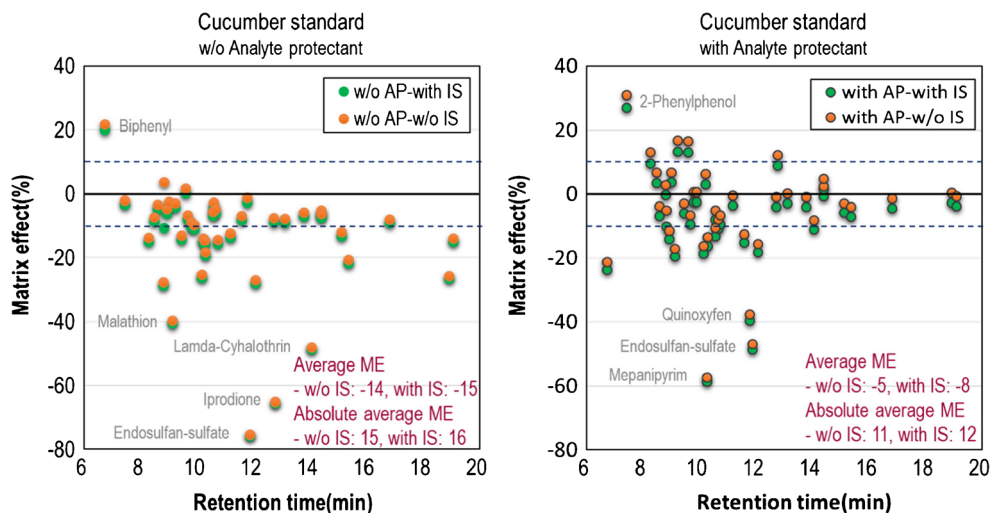 Cucumber standard
w/o Analyte protectant
40
20
0
-20
-40
-60
-80
Matrix effect(%)
w/o AP-with IS
w/o AP-w/o IS
Biphenyl
Malathion
Lamda-Cyhalothrin
Iprodione
Endosulfan-sulfate
Average ME
- w/o IS: -14, with IS: -15
Absolute average ME
- w/o IS: 15, with IS: 16
6 8 10 12 14 16 18 20
Retention time(min)
Cucumber standard
with Analyte protectant
40
20
0
-20
-40
-60
-80
Matrix effect(%)
with AP-with IS
with AP-w/o IS
2-Phenylphenol
Quinoxyfen
Endosulfan-sulfate
Mepanipyrim
Average ME
- w/o IS: -5, with IS: -8
Absolute average ME
- w/o IS: 11, with IS: 12
6 8 10 12 14 16 18 20
Retention time(min)